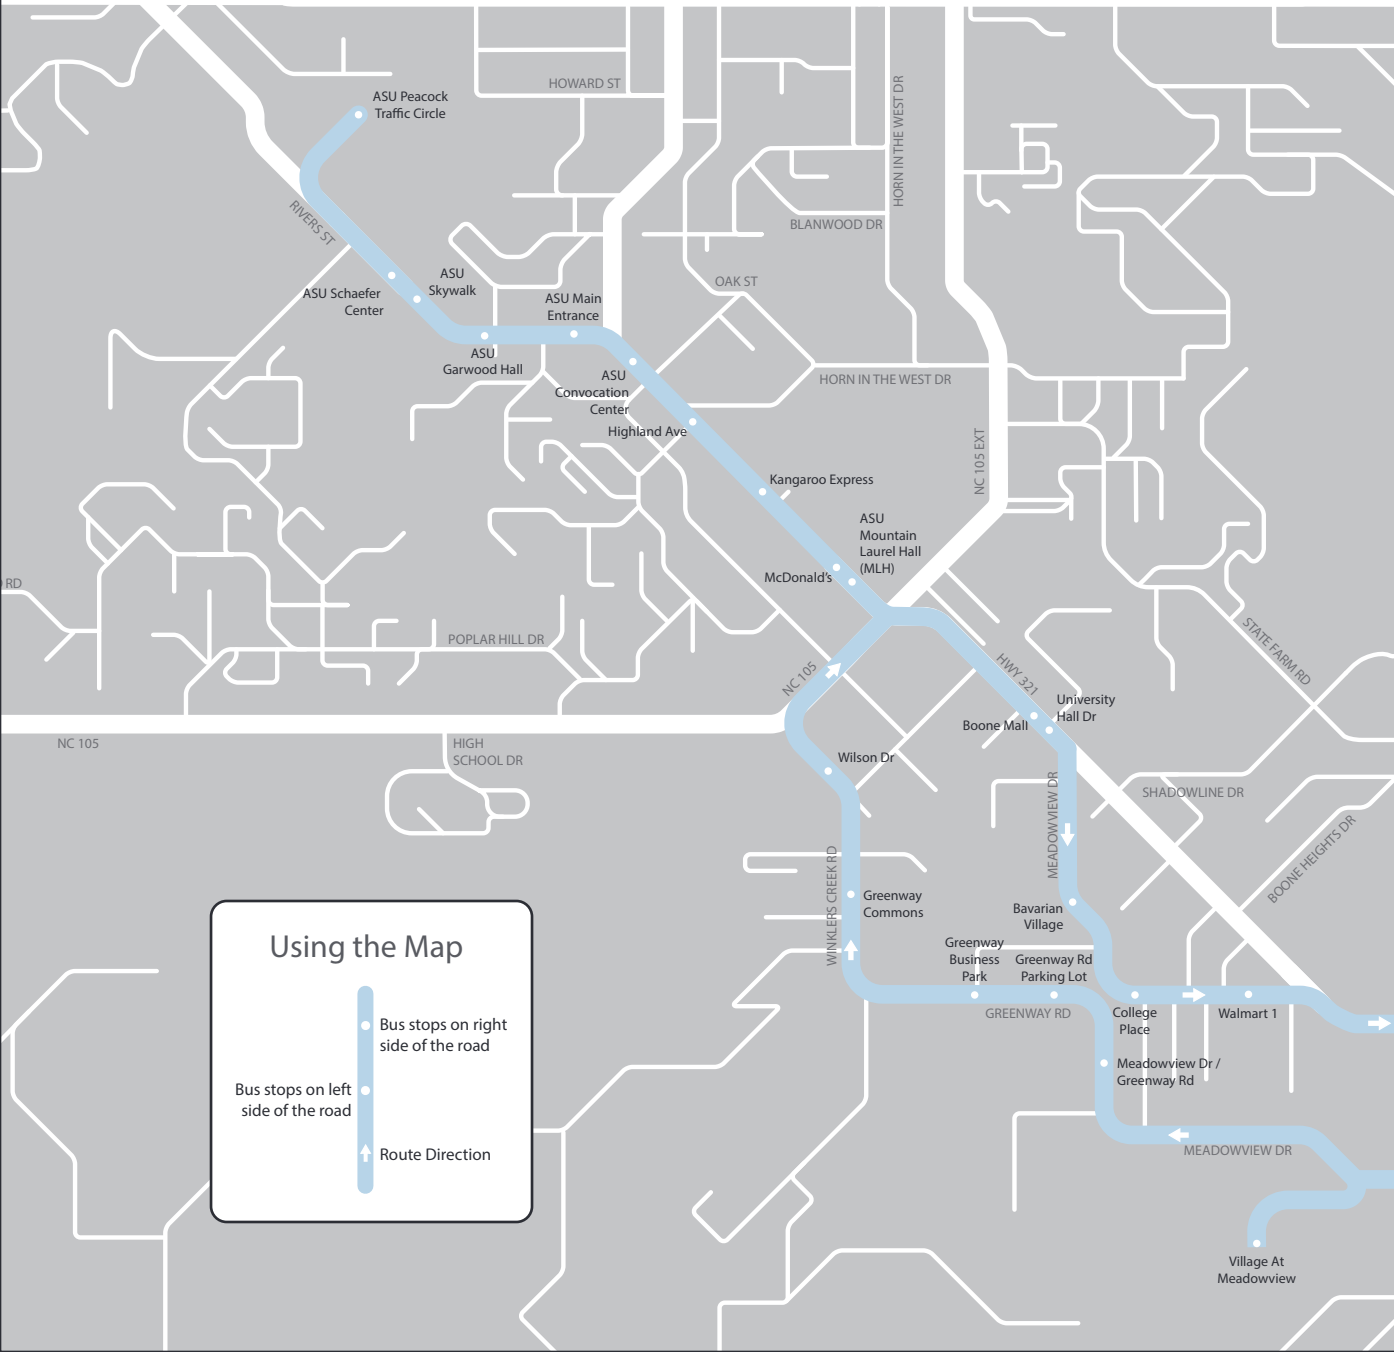 ASU Peacock
Traffic Circle
HOWARD ST
HORN IN THE WEST DR
RIVERS ST
BLANWOOD DR
ASU
Skywalk
ASU Schaefer
Center
ASU Main
Entrance
OAK ST
ASU
Garwood Hall
ASU
Convocation
Center
HORN IN THE WEST DR
Highland Ave
NC 105 EXT
Kangaroo Express
ASU
Mountain
Laurel Hall
(MLH)
McDonald's
RD
POPLAR HILL DR
STATE FARM RD
NC 105
HWY 321
University
Hall Dr
Boone Mall
NC 105
HIGH
SCHOOL DR
Wilson Dr
MEADOWVIEW DR
SHADOWLINE DR
BOONE HEIGHTS DR
WINKLERS CREEK RD
Greenway
Commons
Bavarian
Village
Greenway
Business
Park
Greenway Rd
Parking Lot
GREENWAY RD
College
Place
Walmart 1
Meadowview Dr /
Greenway Rd
MEADOWVIEW DR
Village At
Meadowview
Using the Map
Bus stops on right
side of the road
Bus stops on left
side of the road
Route Direction